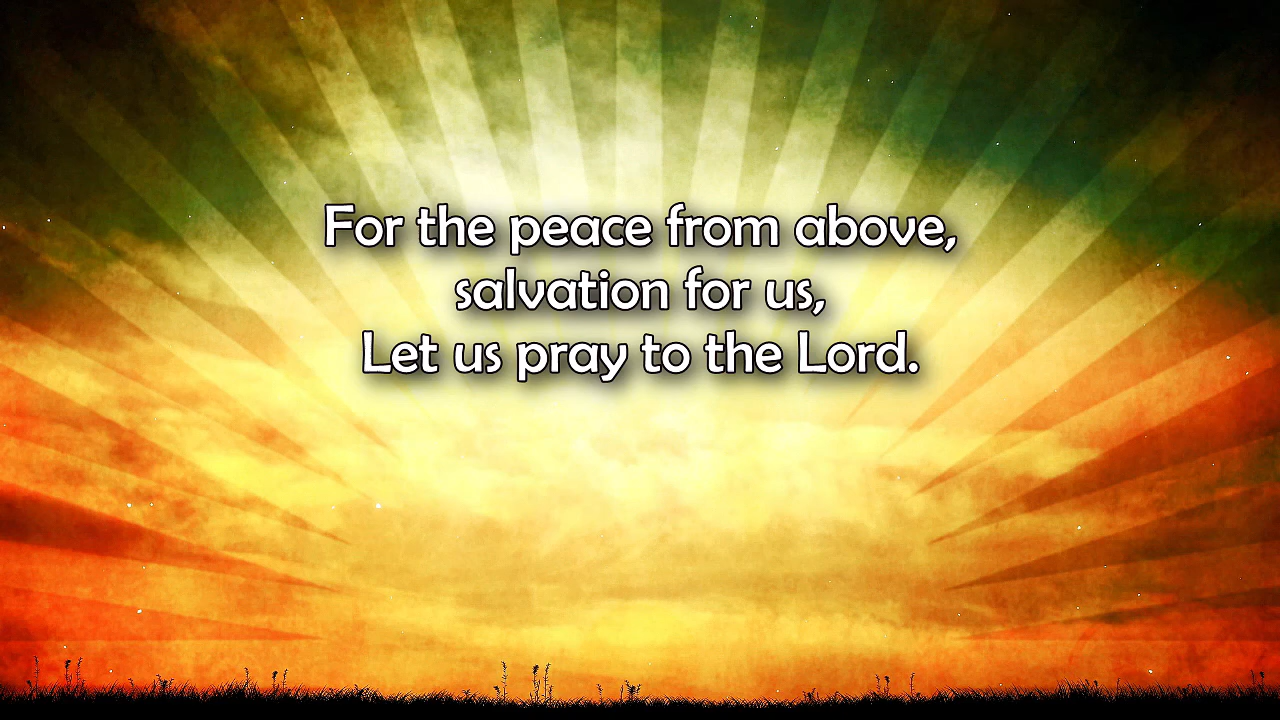 For the peace from above,
salvation for us,
Let us pray to the Lord.